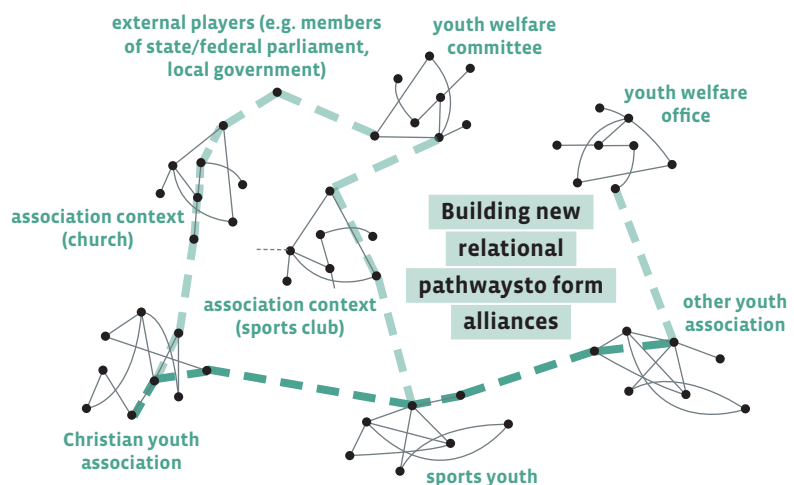 external players (e.g. members
of state/federal parliament,
local government)
youth welfare
committee
youth welfare
office
association context
(church)
Building new
relational
pathwaysto form
alliances
association context
(sports club)
other youth
association
Christian youth
association
sports youth